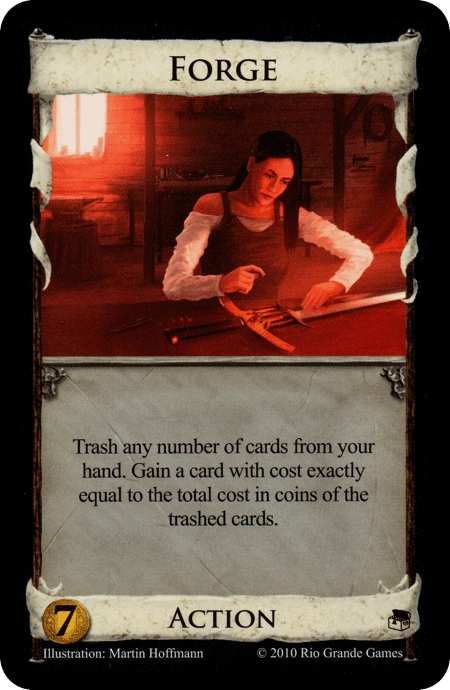 FORGE
Trash any number of cards from your
hand. Gain a card with cost exactly
equal to the total cost in coins of the
trashed cards.
7
ACTION
Illustration: Martin Hoffmann © 2010 Rio Grande Games